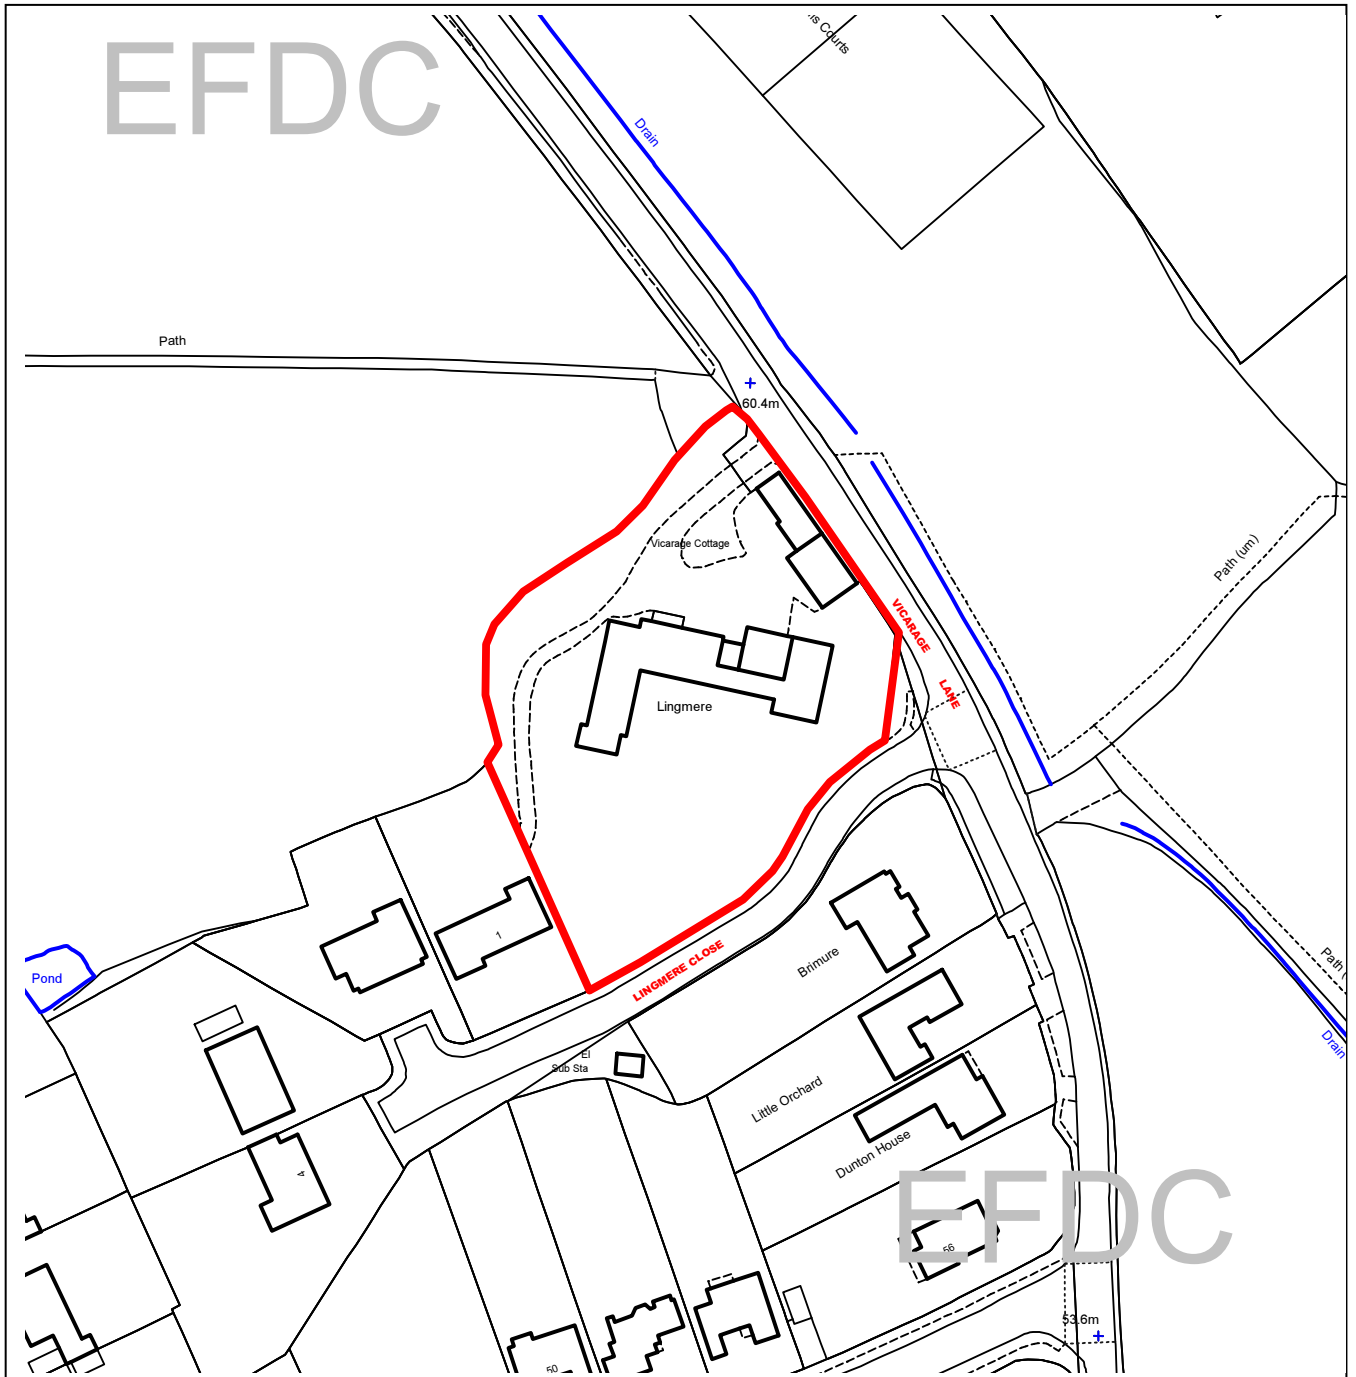 EFDC
Courts
Drain
Path
60.4m
Vicarage Cottage
Path (um)
VICARAGE
LANE
Lingmere
1
Pond
Brimure
LINGMERE CLOSE
Path
Drain
El
Sub Sta
Little Orchard
Dunton House
4
EFDC
56
53.6m
50